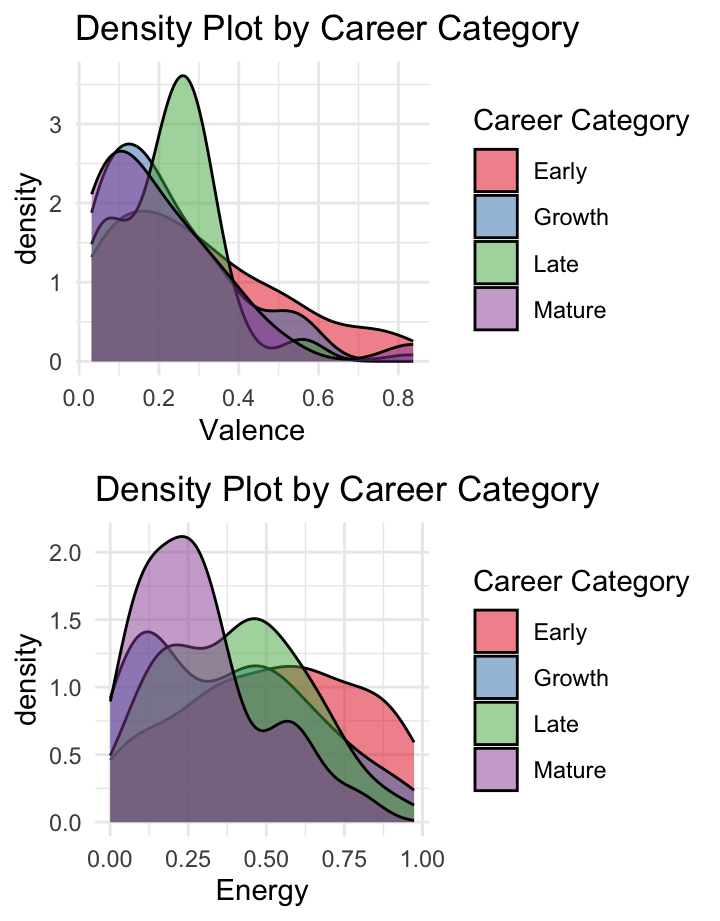 Density Plot by Career Category
density
3
2
1
0
0.0 0.2 0.4 0.6 0.8
Valence
Career Category
Early
Growth
Late
Mature
Density Plot by Career Category
density
2.0
1.5
1.0
0.5
0.0
0.00 0.25 0.50 0.75 1.00
Energy
Career Category
Early
Growth
Late
Mature